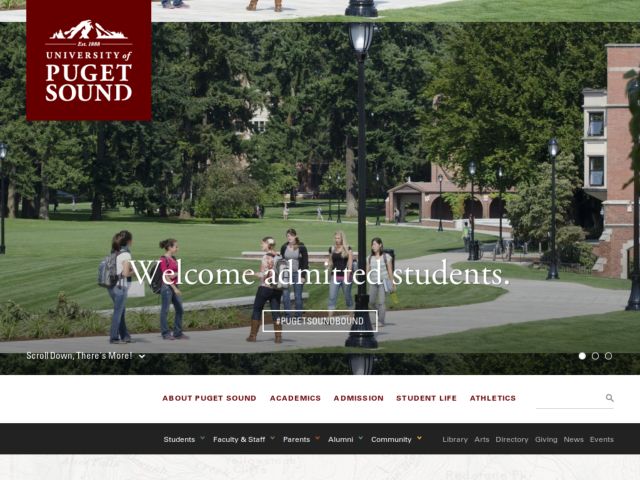 Est. 1888
UNIVERSITY of
PUGET
SOUND
Welcome admitted students.
#PUGETSOUNDBOUND
Scroll Down, There's More!
ABOUT PUGET SOUND ACADEMICS ADMISSION STUDENT LIFE ATHLETICS
Students Faculty & Staff Parents Alumni Community Library Arts Directory Giving News Events